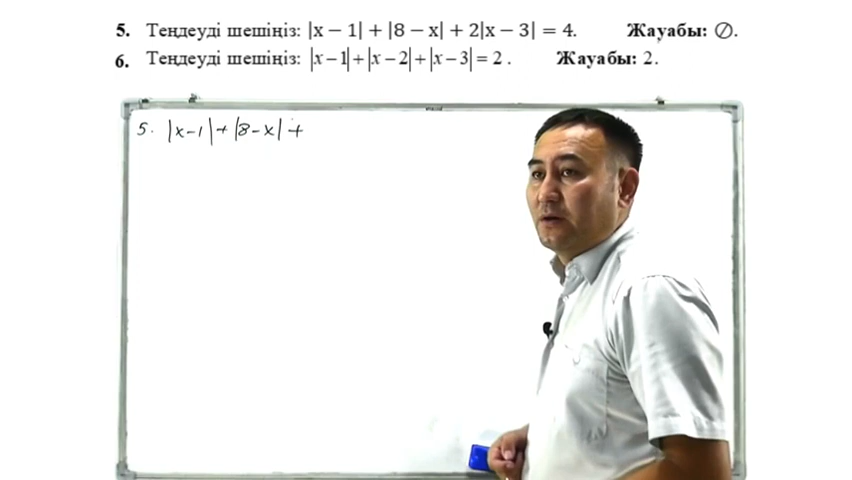 5. Теңдеуді шешіңіз: |x − 1| + |8 − x| + 2|x − 3| = 4. Жауабы: ∅.
6. Теңдеуді шешіңіз: |x−1|+|x−2|+|x−3|=2. Жауабы: 2.
5. |x-1|+|8-x|+